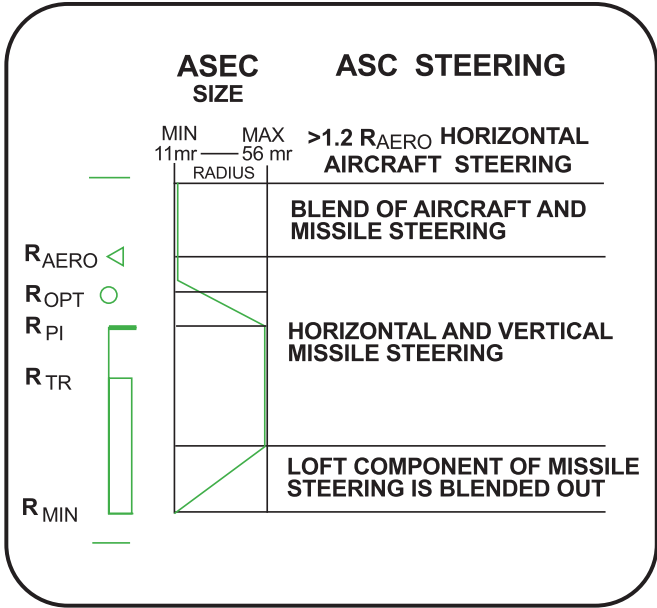 ASEC
SIZE
ASC STEERING
MIN MAX
11mr 56 mr
RADIUS
>1.2 RAERO HORIZONTAL
AIRCRAFT STEERING
BLEND OF AIRCRAFT AND
MISSILE STEERING
RAERO
ROPT
RPI
HORIZONTAL AND VERTICAL
MISSILE STEERING
RTR
LOFT COMPONENT OF MISSILE
STEERING IS BLENDED OUT
RMIN